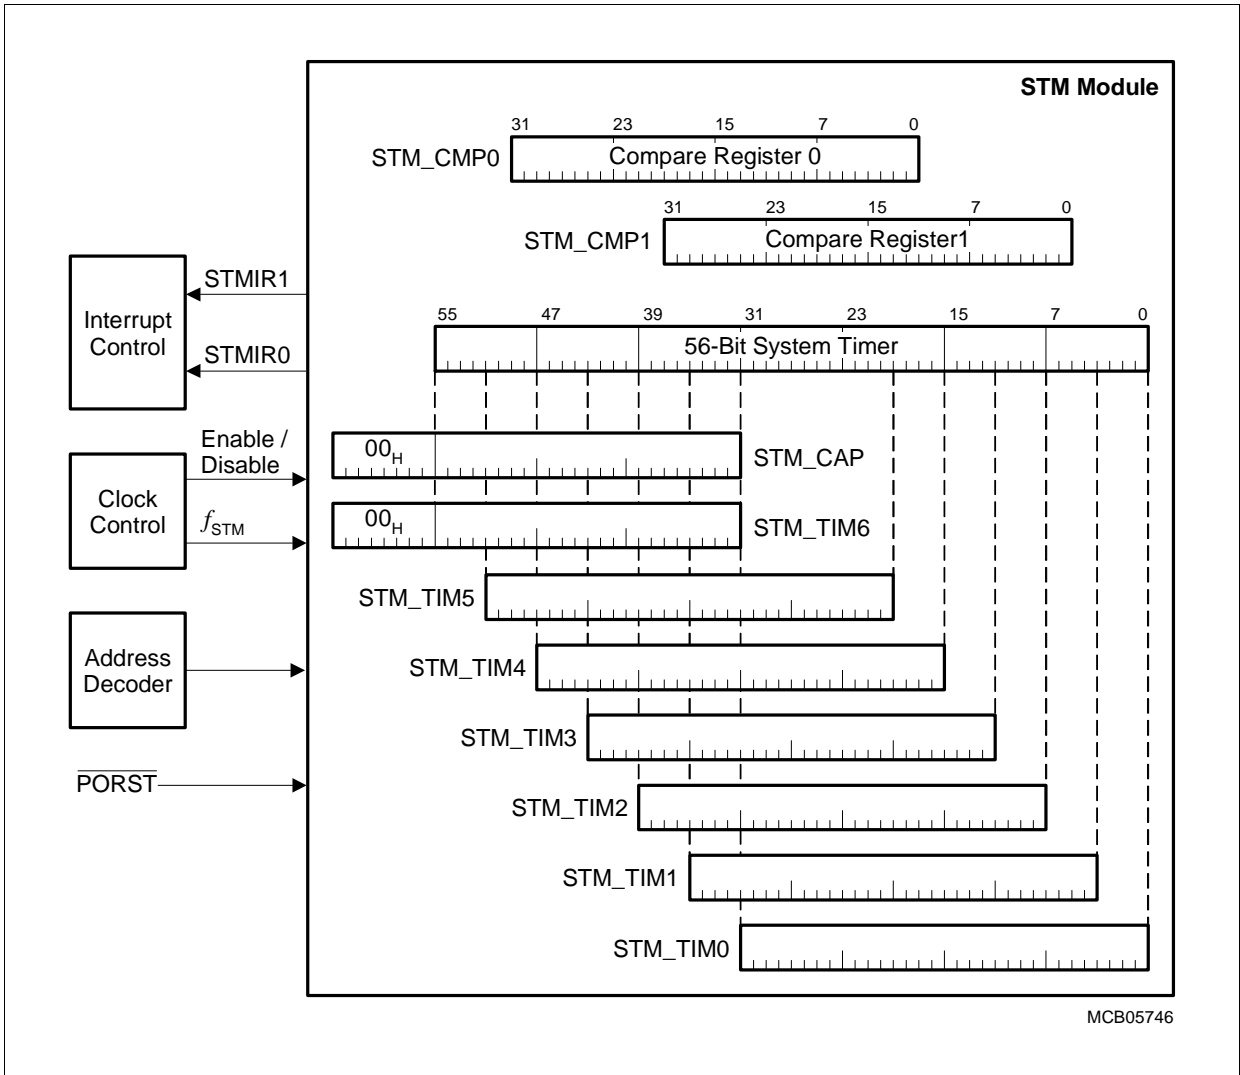 STM Module
31 23 15 7 0
STM_CMP0 Compare Register 0
31 23 15 7 0
STM_CMP1 Compare Register1
STMIR1
Interrupt
Control
STMIR0
55 47 39 31 23 15 7 0
56-Bit System Timer
Enable /
Disable
Clock
Control
fSTM
00H STM_CAP
00H STM_TIM6
STM_TIM5
Address
Decoder
STM_TIM4
STM_TIM3
PORST
STM_TIM2
STM_TIM1
STM_TIM0
MCB05746